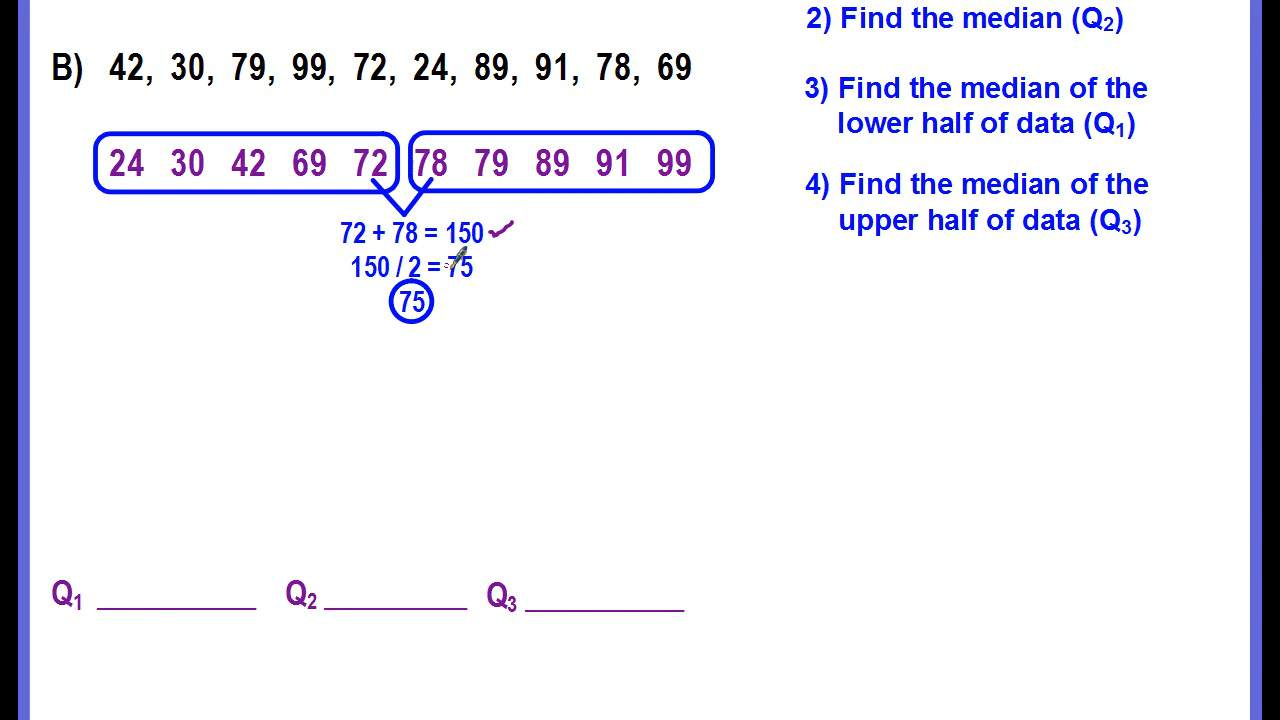 2) Find the median (Q₂)
B) 42, 30, 79, 99, 72, 24, 89, 91, 78, 69
3) Find the median of the
lower half of data (Q₁)
24 30 42 69 72 78 79 89 91 99
4) Find the median of the
upper half of data (Q₃)
72 + 78 = 150
150 / 2 = 75
75
Q₁ __________ Q₂ _________ Q₃ __________